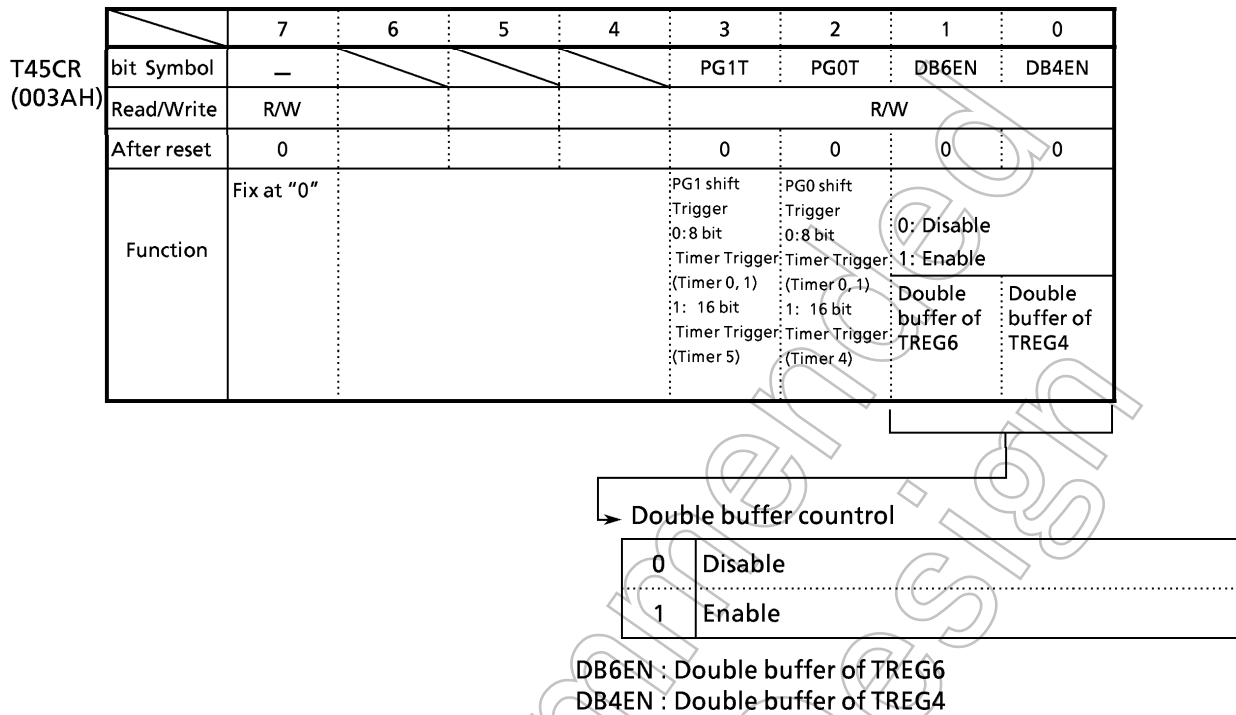 7 6 5 4 3 2 1 0
T45CR
(003AH)
bit Symbol — PG1T PG0T DB6EN DB4EN
Read/Write R/W R/W
After reset 0 0 0 0 0
Function
Fix at "0"
PG1 shift
Trigger
0:8 bit
Timer Trigger
(Timer 0, 1)
1: 16 bit
Timer Trigger
(Timer 5)
PG0 shift
Trigger
0:8 bit
Timer Trigger
(Timer 0, 1)
1: 16 bit
Timer Trigger
(Timer 4)
0: Disable
1: Enable
Double
buffer of
TREG6
Double
buffer of
TREG4
Double buffer countrol
0 Disable
1 Enable
DB6EN : Double buffer of TREG6
DB4EN : Double buffer of TREG4